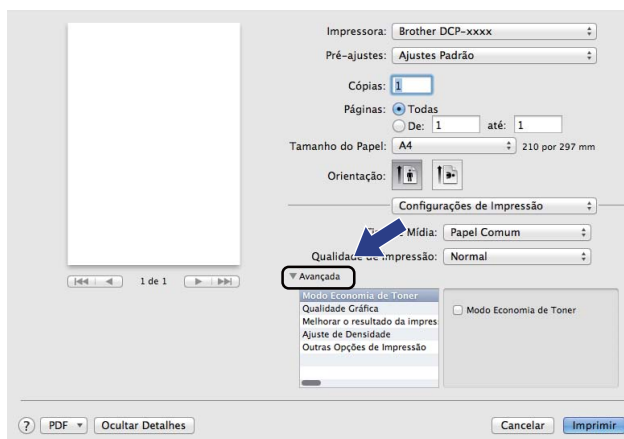 Impressora: Brother DCP-xxxx
Pré-ajustes: Ajustes Padrão
Cópias: 1
Páginas: Todas
De: 1 até: 1
Tamanho do Papel: A4 210 por 297 mm
Orientação:
Configurações de Impressão
Mídia: Papel Comum
Qualidade de Impressão: Normal
1 de 1
Avançada
Modo Economia de Toner
Qualidade Gráfica
Melhorar o resultado da impres
Ajuste de Densidade
Outras Opções de Impressão
Modo Economia de Toner
? PDF Ocultar Detalhes Cancelar Imprimir